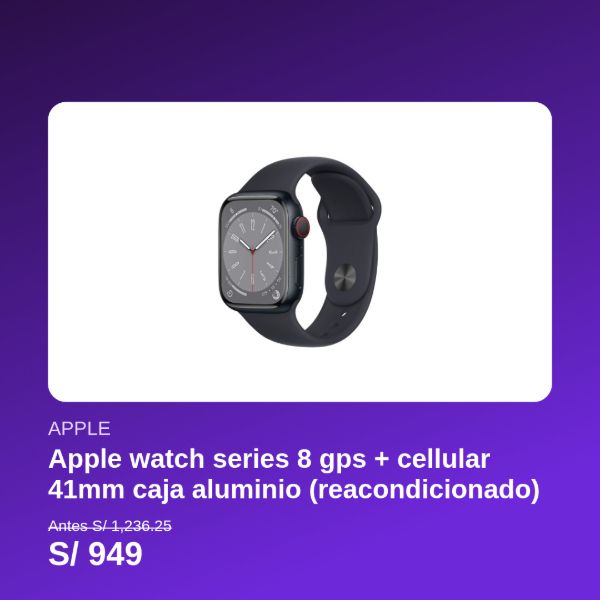 APPLE
Apple watch series 8 gps + cellular
41mm caja aluminio (reacondicionado)
Antes S/ 1,236.25
S/ 949